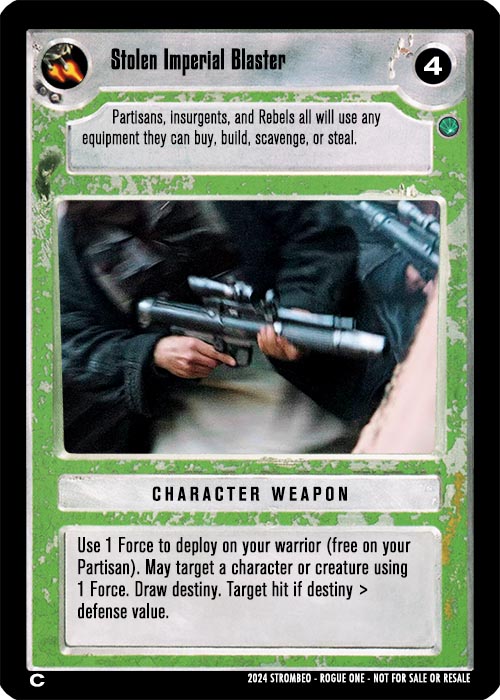 Stolen Imperial Blaster
4
Partisans, insurgents, and Rebels all will use any
equipment they can buy, build, scavenge, or steal.
CHARACTER WEAPON
Use 1 Force to deploy on your warrior (free on your
Partisan). May target a character or creature using
1 Force. Draw destiny. Target hit if destiny >
defense value.
C
2024 STROMBEO - ROGUE ONE - NOT FOR SALE OR RESALE